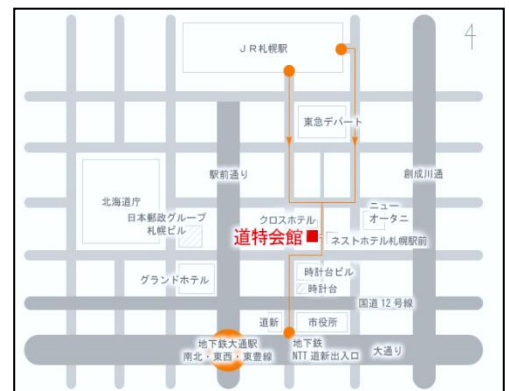 JR札幌駅
東急デパート
駅前通り
創成川通
北海道庁
日本郵政グループ
札幌ビル
クロスホテル
ニュー
オータニ
道特会館
ネストホテル札幌駅前
グランドホテル
時計台ビル
時計台
国道12号線
道新
市役所
地下鉄大通駅
南北・東西・東豊線
地下鉄
NTT 道新出入口
大通り